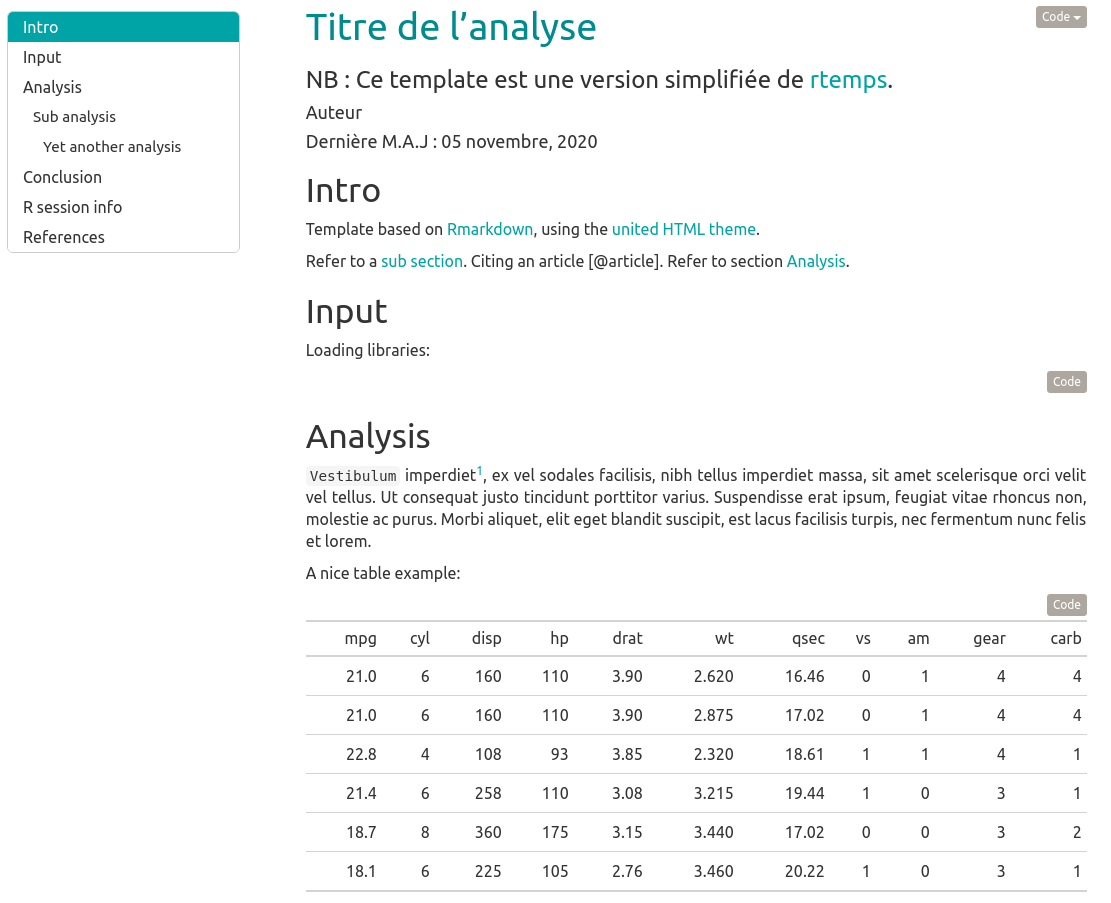 Intro
Input
Analysis
Sub analysis
Yet another analysis
Conclusion
R session info
References
Code
Titre de l’analyse
NB : Ce template est une version simplifiée de rtemps.
Auteur
Dernière M.A.J : 05 novembre, 2020
Intro
Template based on Rmarkdown, using the united HTML theme.
Refer to a sub section. Citing an article [@article]. Refer to section Analysis.
Input
Loading libraries:
Code
Analysis
Vestibulum imperdiet1, ex vel sodales facilisis, nibh tellus imperdiet massa, sit amet scelerisque orci velit
vel tellus. Ut consequat justo tincidunt porttitor varius. Suspendisse erat ipsum, feugiat vitae rhoncus non,
molestie ac purus. Morbi aliquet, elit eget blandit suscipit, est lacus facilisis turpis, nec fermentum nunc felis
et lorem.
A nice table example:
Code
mpg cyl disp hp drat wt qsec vs am gear carb
21.0 6 160 110 3.90 2.620 16.46 0 1 4 4
21.0 6 160 110 3.90 2.875 17.02 0 1 4 4
22.8 4 108 93 3.85 2.320 18.61 1 1 4 1
21.4 6 258 110 3.08 3.215 19.44 1 0 3 1
18.7 8 360 175 3.15 3.440 17.02 0 0 3 2
18.1 6 225 105 2.76 3.460 20.22 1 0 3 1